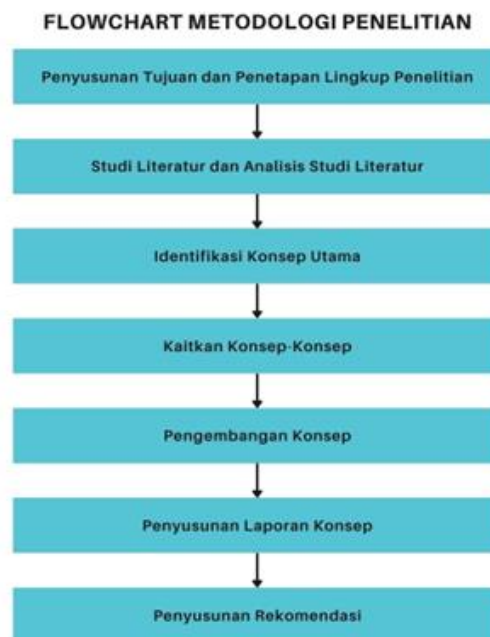 FLOWCHART METODOLOGI PENELITIAN
Penyusunan Tujuan dan Penetapan Lingkup Penelitian
Studi Literatur dan Analisis Studi Literatur
Identifikasi Konsep Utama
Kaitkan Konsep-Konsep
Pengembangan Konsep
Penyusunan Laporan Konsep
Penyusunan Rekomendasi